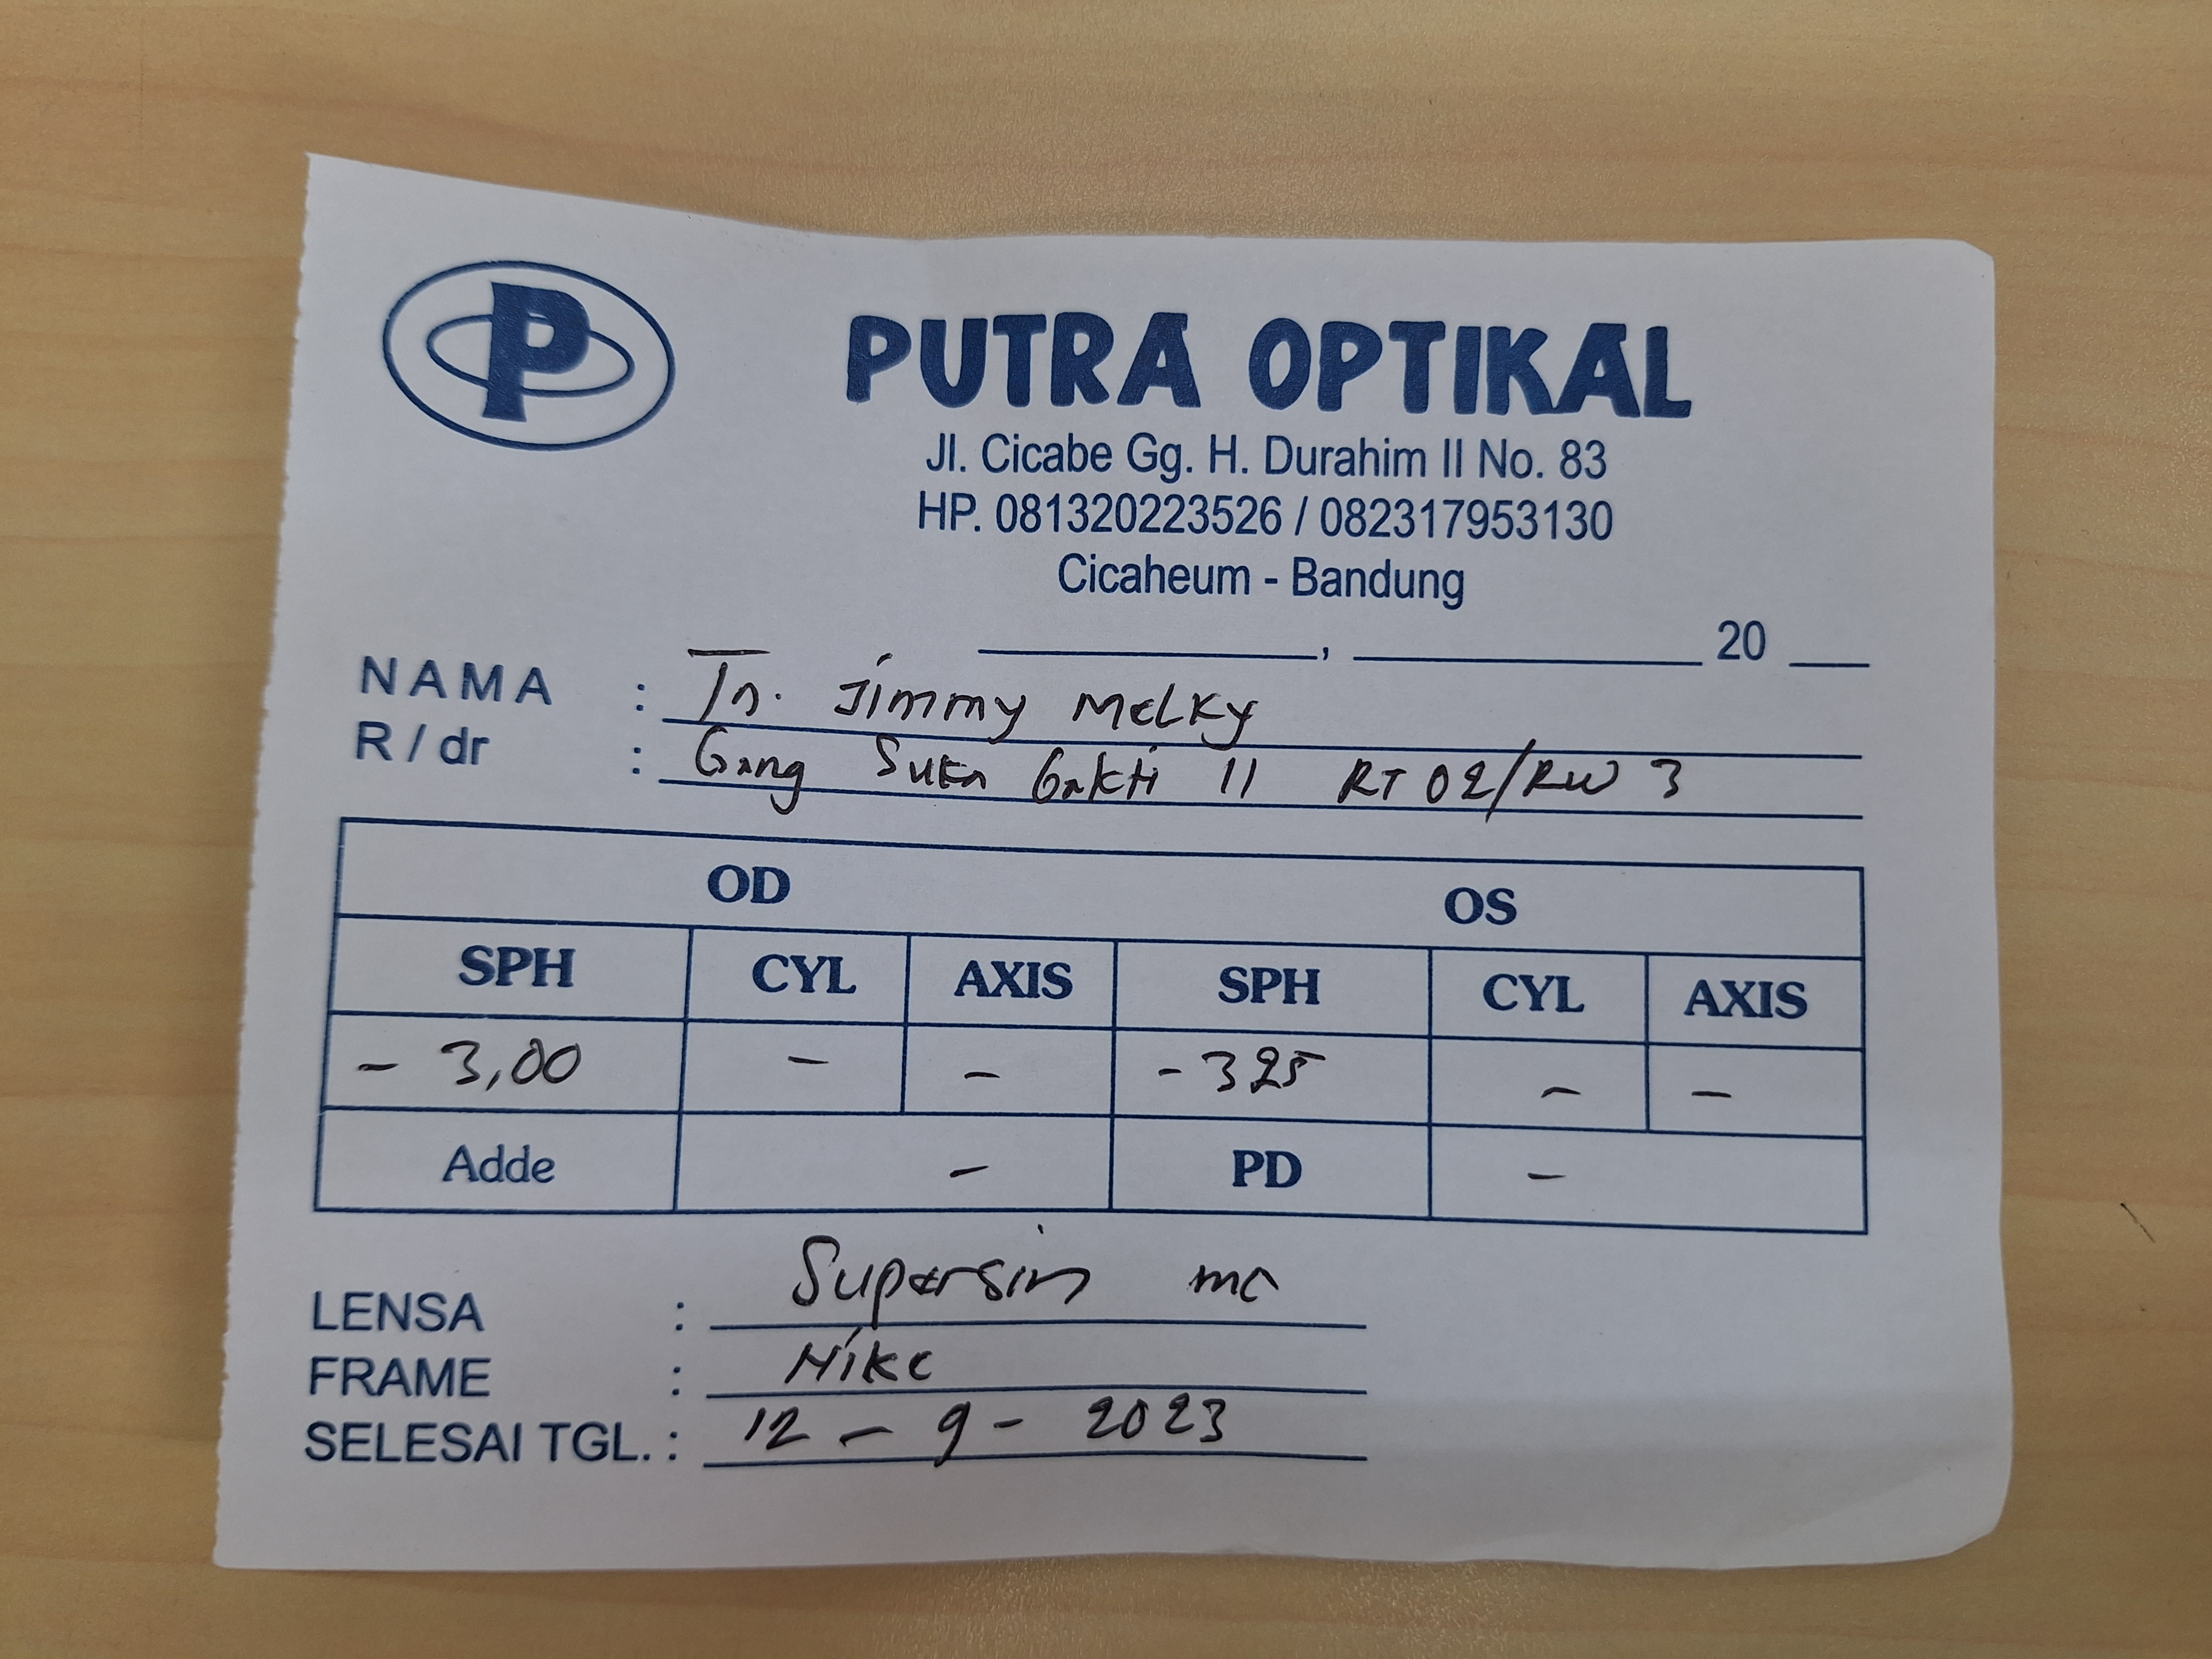 P
PUTRA OPTIKAL
Jl. Cicabe Gg. H. Durahim II No. 83
HP. 081320223526 / 082317953130
Cicaheum - Bandung
, 20
NAMA : Tn. Jimmy Melky
R/dr : Gang Suka bakti II RT 02/RW 3
OD OS
SPH CYL AXIS SPH CYL AXIS
- 3,00 - - - 325 - -
Adde - PD -
LENSA : Supersin mc
FRAME : Nike
SELESAI TGL. : 12 - 9 - 2023